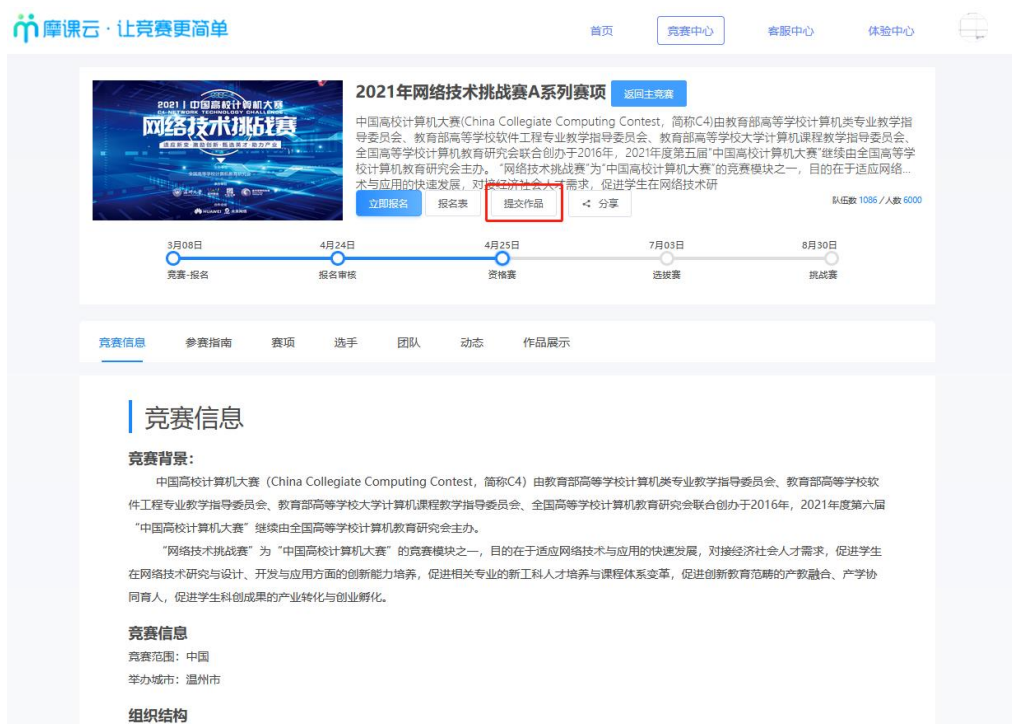 摩课云·让竞赛更简单
首页
竞赛中心
客服中心
体验中心
2021 | 中国高校计算机大赛
C4-NETWORK TECHNOLOGY CHALLENGE
网络技术挑战赛
HUAWEI
2021年网络技术挑战赛A系列赛项
返回主竞赛
中国高校计算机大赛(China Collegiate Computing Contest，简称C4)由教育部高等学校计算机类专业教学指
导委员会、教育部高等学校软件工程专业教学指导委员会、教育部高等学校大学计算机课程教学指导委员会、
全国高等学校计算机教育研究会联合创办于2016年，2021年度第五届"中国高校计算机大赛"继续由全国高等学
校计算机教育研究会主办。"网络技术挑战赛"为"中国高校计算机大赛"的竞赛模块之一，目的在于适应网络...
术与应用的快速发展，对接经济社会人才需求，促进学生在网络技术研
立即报名
报名表
提交作品
分享
队伍数 1086 / 人数 6000
3月08日
4月24日
4月25日
7月03日
8月30日
竞赛-报名
报名审核
资格赛
选拔赛
挑战赛
竞赛信息
参赛指南
赛项
选手
团队
动态
作品展示
竞赛信息
竞赛背景：
中国高校计算机大赛（China Collegiate Computing Contest，简称C4）由教育部高等学校计算机类专业教学指导委员会、教育部高等学校软
件工程专业教学指导委员会、教育部高等学校大学计算机课程教学指导委员会、全国高等学校计算机教育研究会联合创办于2016年，2021年度第六届
“中国高校计算机大赛”继续由全国高等学校计算机教育研究会主办。
“网络技术挑战赛”为“中国高校计算机大赛”的竞赛模块之一，目的在于适应网络技术与应用的快速发展，对接经济社会人才需求，促进学生
在网络技术研究与设计、开发与应用方面的创新能力培养，促进相关专业的新工科人才培养与课程体系变革，促进创新教育范畴的产教融合、产学协
同育人，促进学生科创成果的产业转化与创业孵化。
竞赛信息
竞赛范围：中国
举办城市：温州市
组织结构